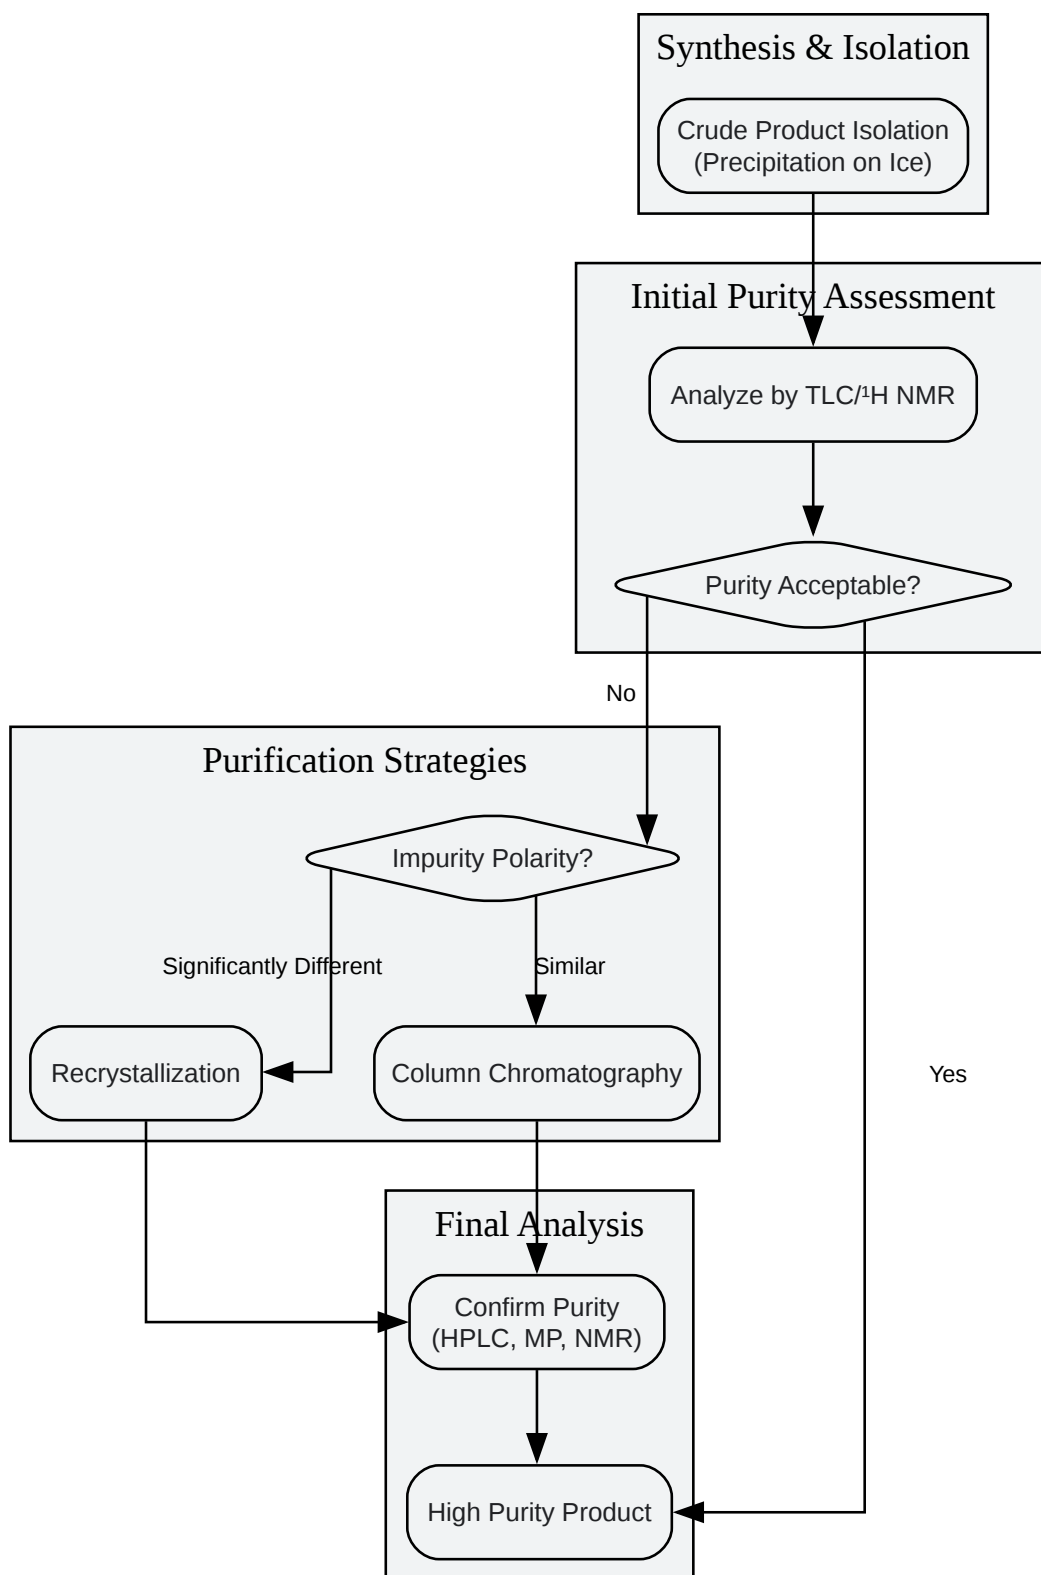 Synthesis & Isolation
Crude Product Isolation
(Precipitation on Ice)
Initial Purity Assessment
Analyze by TLC/¹H NMR
Purity Acceptable?
No
Purification Strategies
Impurity Polarity?
Significantly Different
Similar
Recrystallization
Column Chromatography
Yes
Final Analysis
Confirm Purity
(HPLC, MP, NMR)
High Purity Product